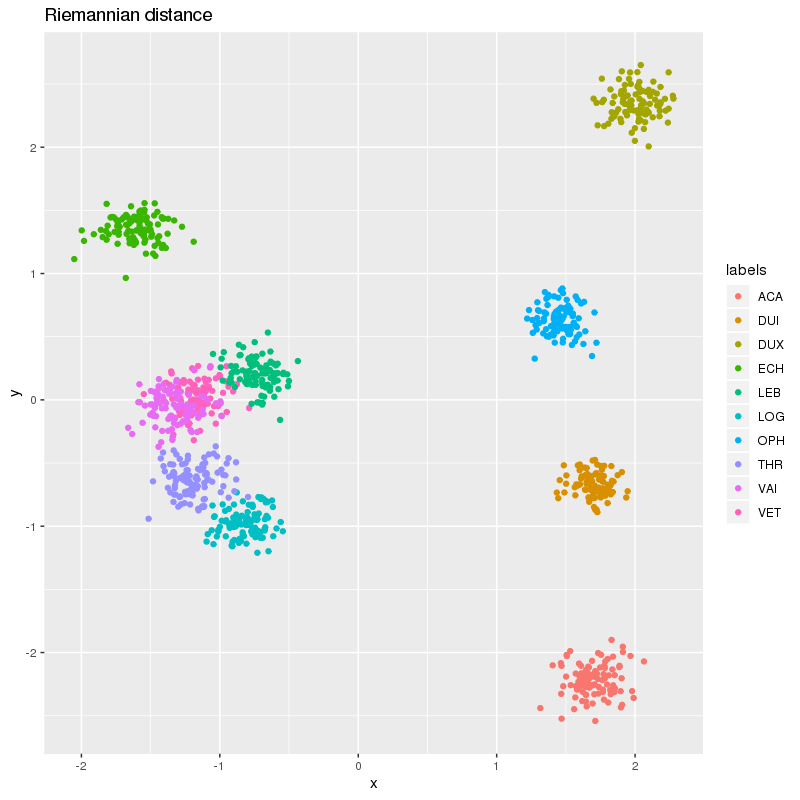 Riemannian distance
y
2
1
0
-1
-2
-2
-1
0
1
2
x
labels
ACA
DUI
DUX
ECH
LEB
LOG
OPH
THR
VAI
VET